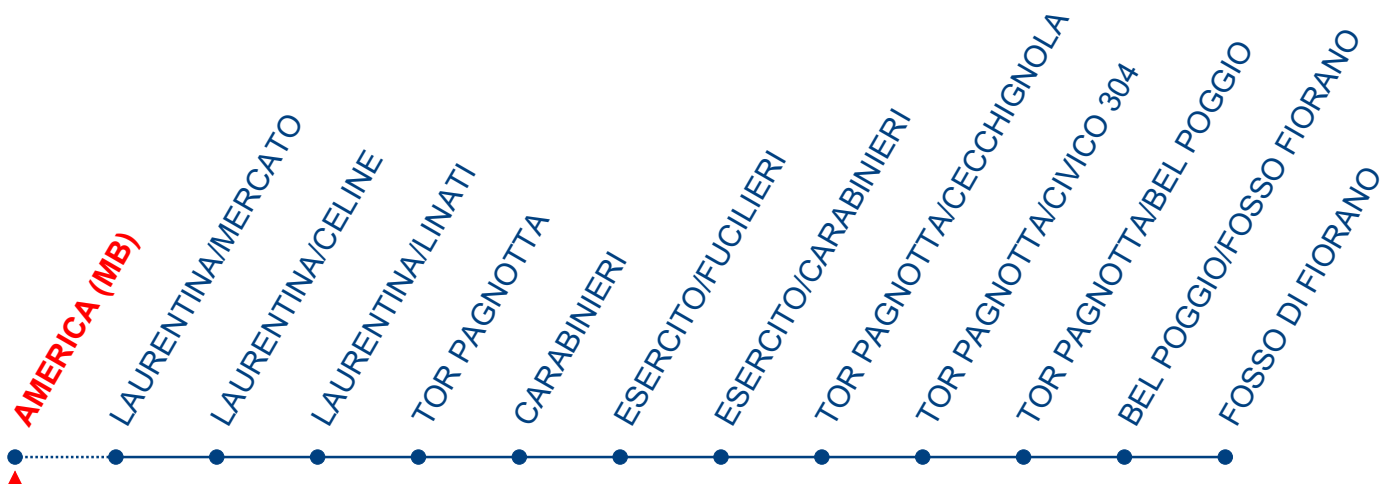 AMERICA (MB)
LAURENTINA/MERCATO
LAURENTINA/CELINE
LAURENTINA/LINATI
TOR PAGNOTTA
CARABINIERI
ESERCITO/FUCILIERI
ESERCITO/CARABINIERI
TOR PAGNOTTA/CECCHIGNOLA
TOR PAGNOTTA/CIVICO 304
TOR PAGNOTTA/BEL POGGIO
BEL POGGIO/FOSSO FIORANO
FOSSO DI FIORANO